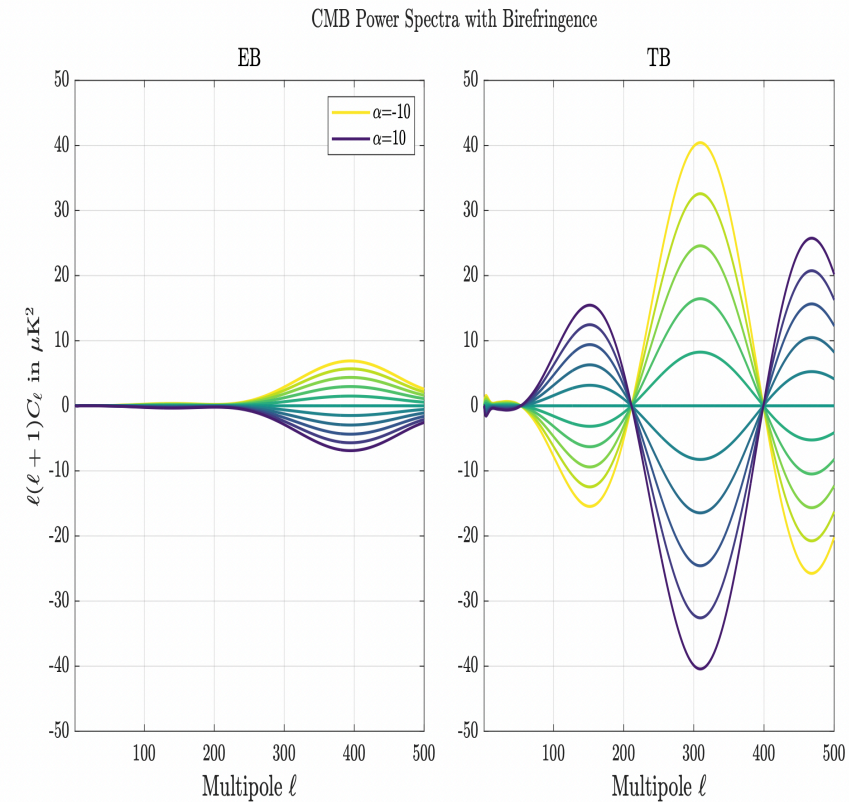 CMB Power Spectra with Birefringence
EB
TB
50
40
30
20
10
0
-10
-20
-30
-40
-50
α=-10
α=10
ℓ(ℓ + 1)Cℓ in μK²
100 200 300 400 500
Multipole ℓ
50
40
30
20
10
0
-10
-20
-30
-40
-50
100 200 300 400 500
Multipole ℓ